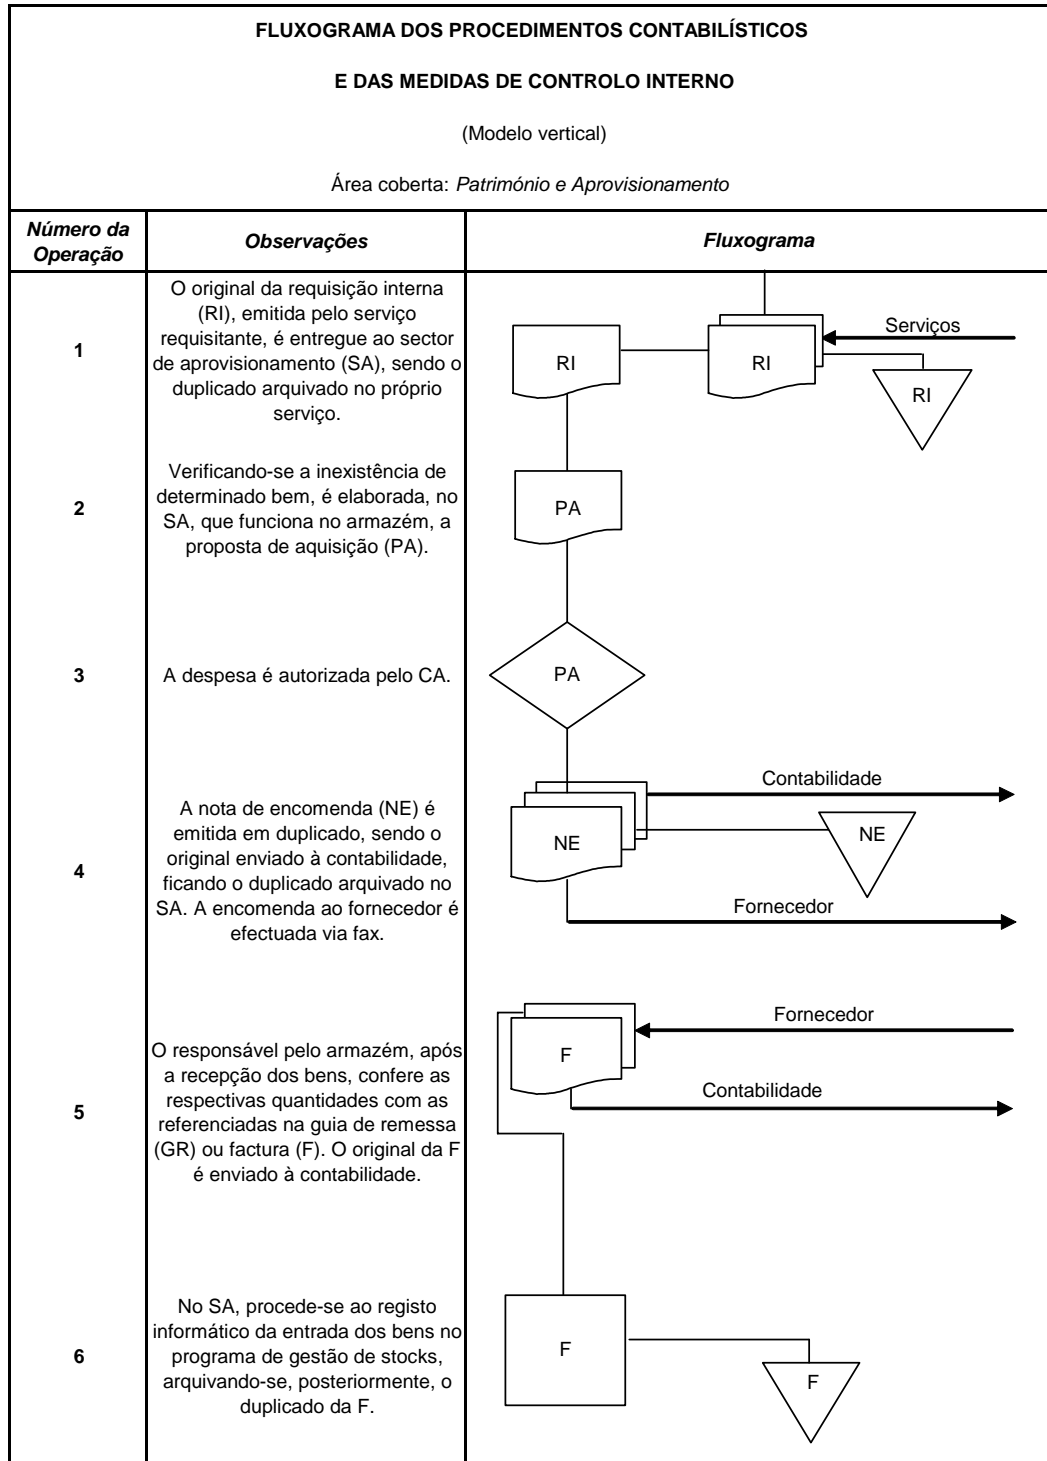 FLUXOGRAMA DOS PROCEDIMENTOS CONTABILÍSTICOS
E DAS MEDIDAS DE CONTROLO INTERNO
(Modelo vertical)
Área coberta: Património e Aprovisionamento
Número da
Operação
Observações
Fluxograma
1
O original da requisição interna
(RI), emitida pelo serviço
requisitante, é entregue ao sector
de aprovisionamento (SA), sendo o
duplicado arquivado no próprio
serviço.
RI
RI
Serviços
RI
2
Verificando-se a inexistência de
determinado bem, é elaborada, no
SA, que funciona no armazém, a
proposta de aquisição (PA).
PA
3
A despesa é autorizada pelo CA.
PA
4
A nota de encomenda (NE) é
emitida em duplicado, sendo o
original enviado à contabilidade,
ficando o duplicado arquivado no
SA. A encomenda ao fornecedor é
efectuada via fax.
Contabilidade
NE
NE
Fornecedor
5
O responsável pelo armazém, após
a recepção dos bens, confere as
respectivas quantidades com as
referenciadas na guia de remessa
(GR) ou factura (F). O original da F
é enviado à contabilidade.
Fornecedor
F
Contabilidade
6
No SA, procede-se ao registo
informático da entrada dos bens no
programa de gestão de stocks,
arquivando-se, posteriormente, o
duplicado da F.
F
F